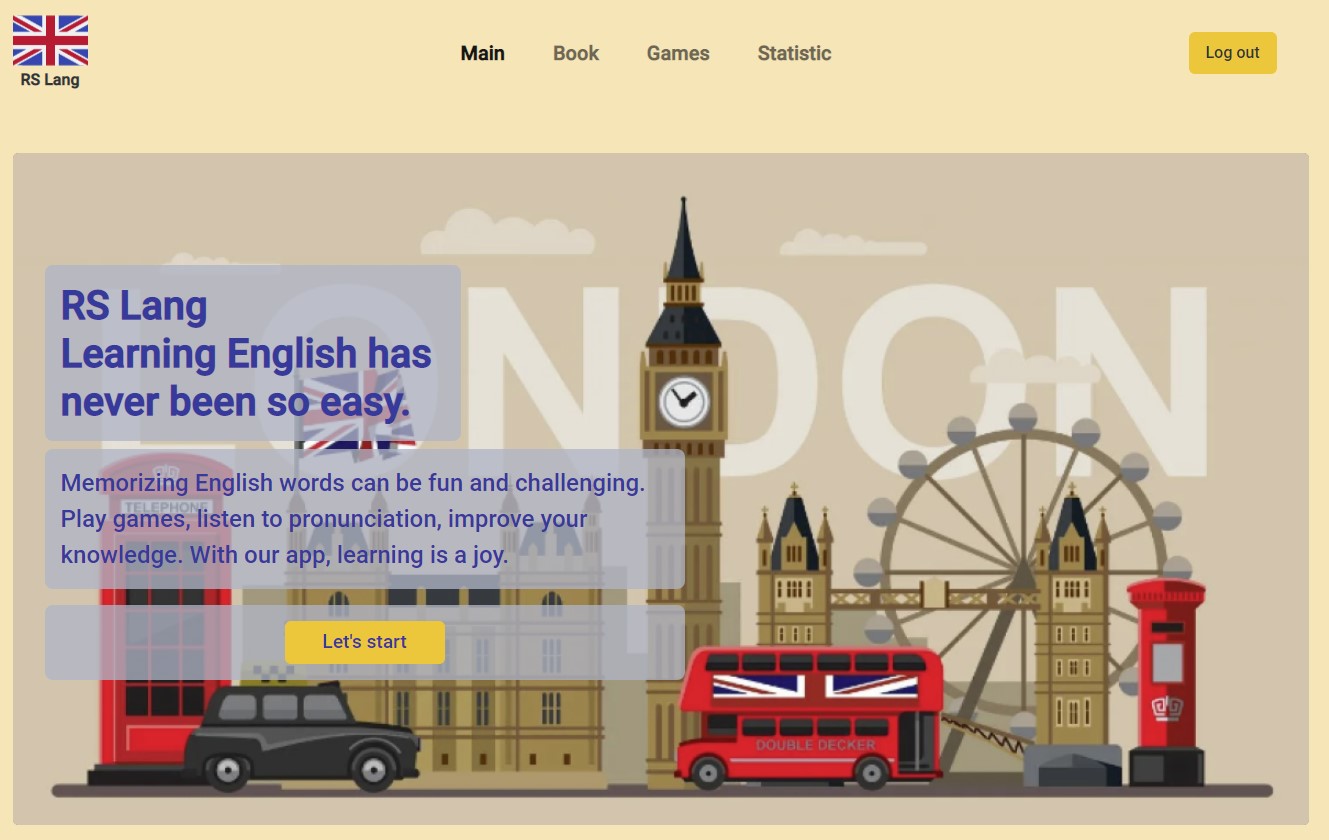 RS Lang
Main
Book
Games
Statistic
Log out
LONDON
RS Lang
Learning English has
never been so easy.
Memorizing English words can be fun and challenging.
Play games, listen to pronunciation, improve your
knowledge. With our app, learning is a joy.
TELEPHONE
Let's start
DOUBLE DECKER